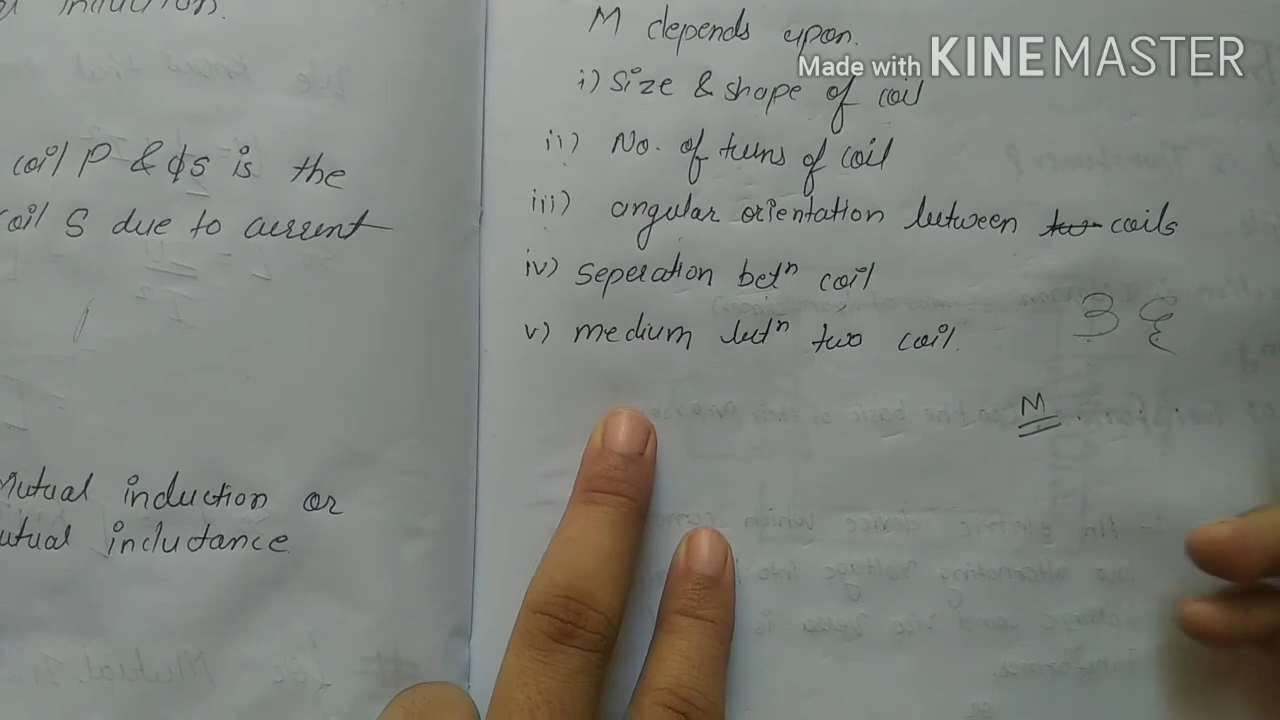 induction.
coil P & ϕs is the
coil S due to current
Mutual induction or
mutual inductance
M depends upon.
Made with KINEMASTER
i) Size & shape of coil
ii) No. of turns of coil
iii) angular orientation between two coils
iv) seperation betⁿ coil
v) medium betⁿ two coil.
M